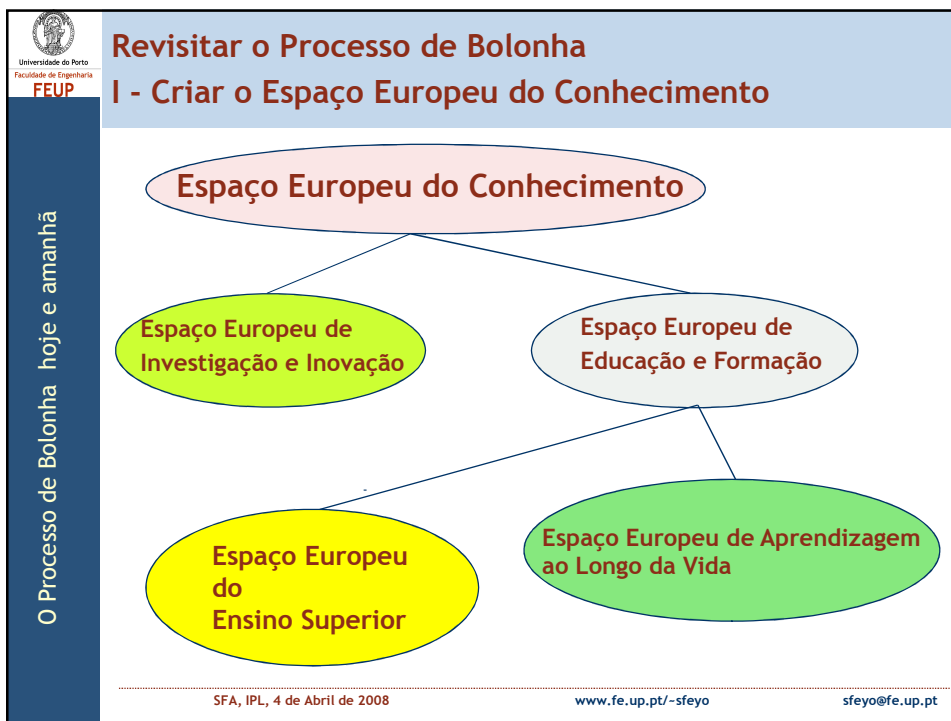 Universidade do Porto
Faculdade de Engenharia
FEUP
Revisitar o Processo de Bolonha
I - Criar o Espaço Europeu do Conhecimento
O Processo de Bolonha hoje e amanhã
Espaço Europeu do Conhecimento
Espaço Europeu de
Investigação e Inovação
Espaço Europeu de
Educação e Formação
Espaço Europeu
do
Ensino Superior
Espaço Europeu de Aprendizagem
ao Longo da Vida
SFA, IPL, 4 de Abril de 2008 www.fe.up.pt/~sfeyo sfeyo@fe.up.pt